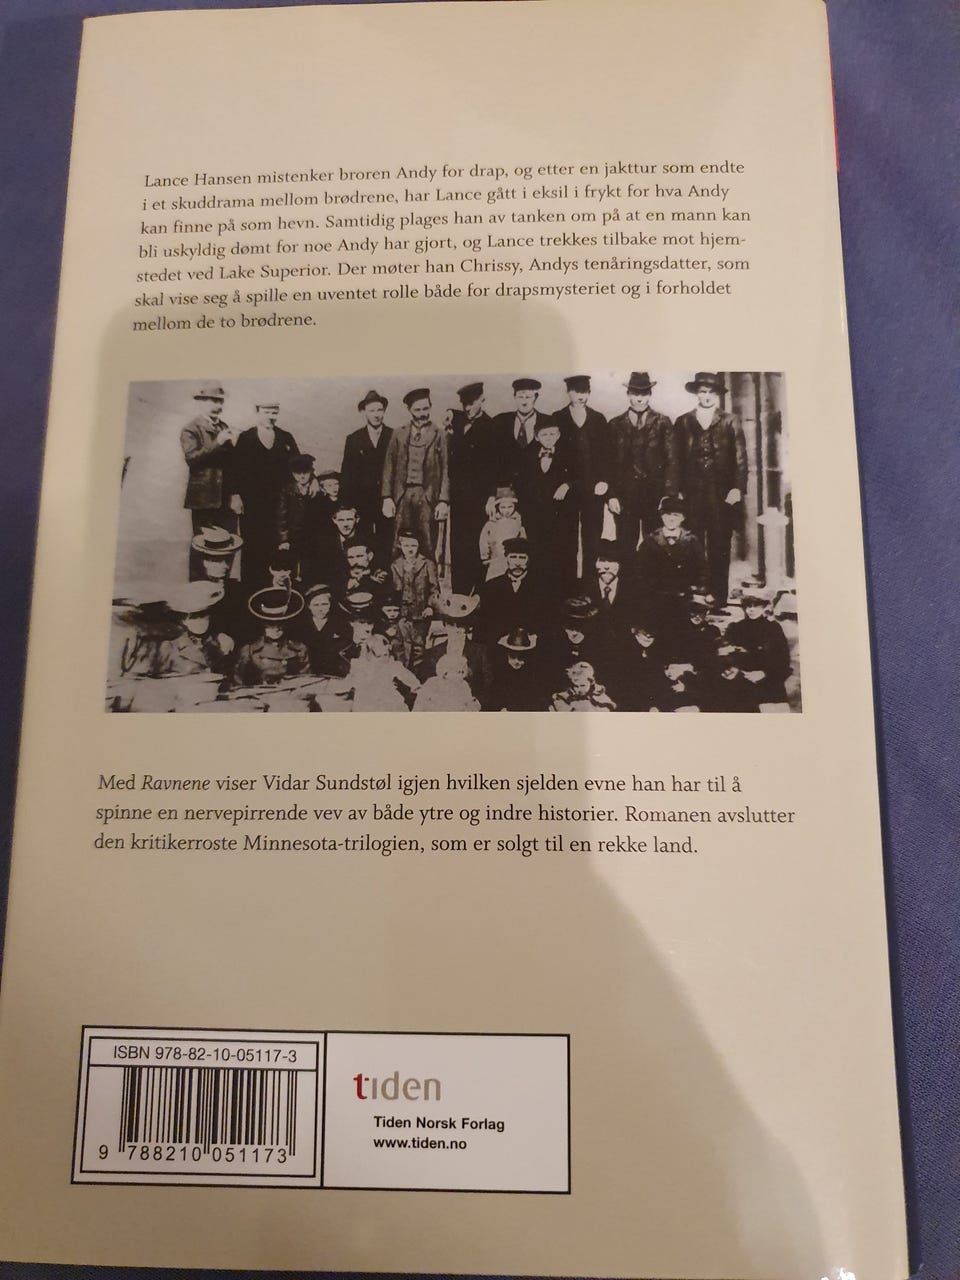 Lance Hansen mistenker broren Andy for drap, og etter en jakttur som endte
i et skuddrama mellom brødrene, har Lance gått i eksil i frykt for hva Andy
kan finne på som hevn. Samtidig plages han av tanken om på at en mann kan
bli uskyldig dømt for noe Andy har gjort, og Lance trekkes tilbake mot hjem-
stedet ved Lake Superior. Der møter han Chrissy, Andys tenåringsdatter, som
skal vise seg å spille en uventet rolle både for drapsmysteriet og i forholdet
mellom de to brødrene.
Med Ravnene viser Vidar Sundstøl igjen hvilken sjelden evne han har til å
spinne en nervepirrende vev av både ytre og indre historier. Romanen avslutter
den kritikerroste Minnesota-trilogien, som er solgt til en rekke land.
ISBN 978-82-10-05117-3
9 788210 051173
tiden
Tiden Norsk Forlag
www.tiden.no